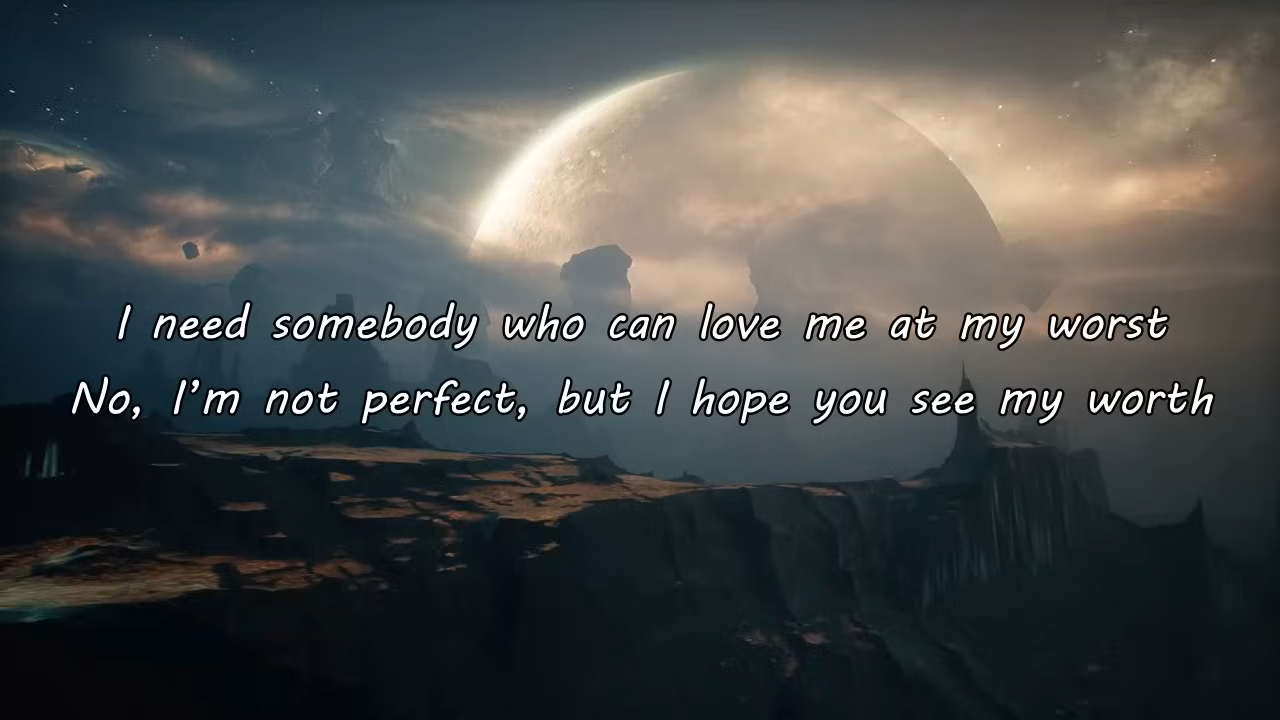 I need somebody who can love me at my worst
No, I'm not perfect, but I hope you see my worth